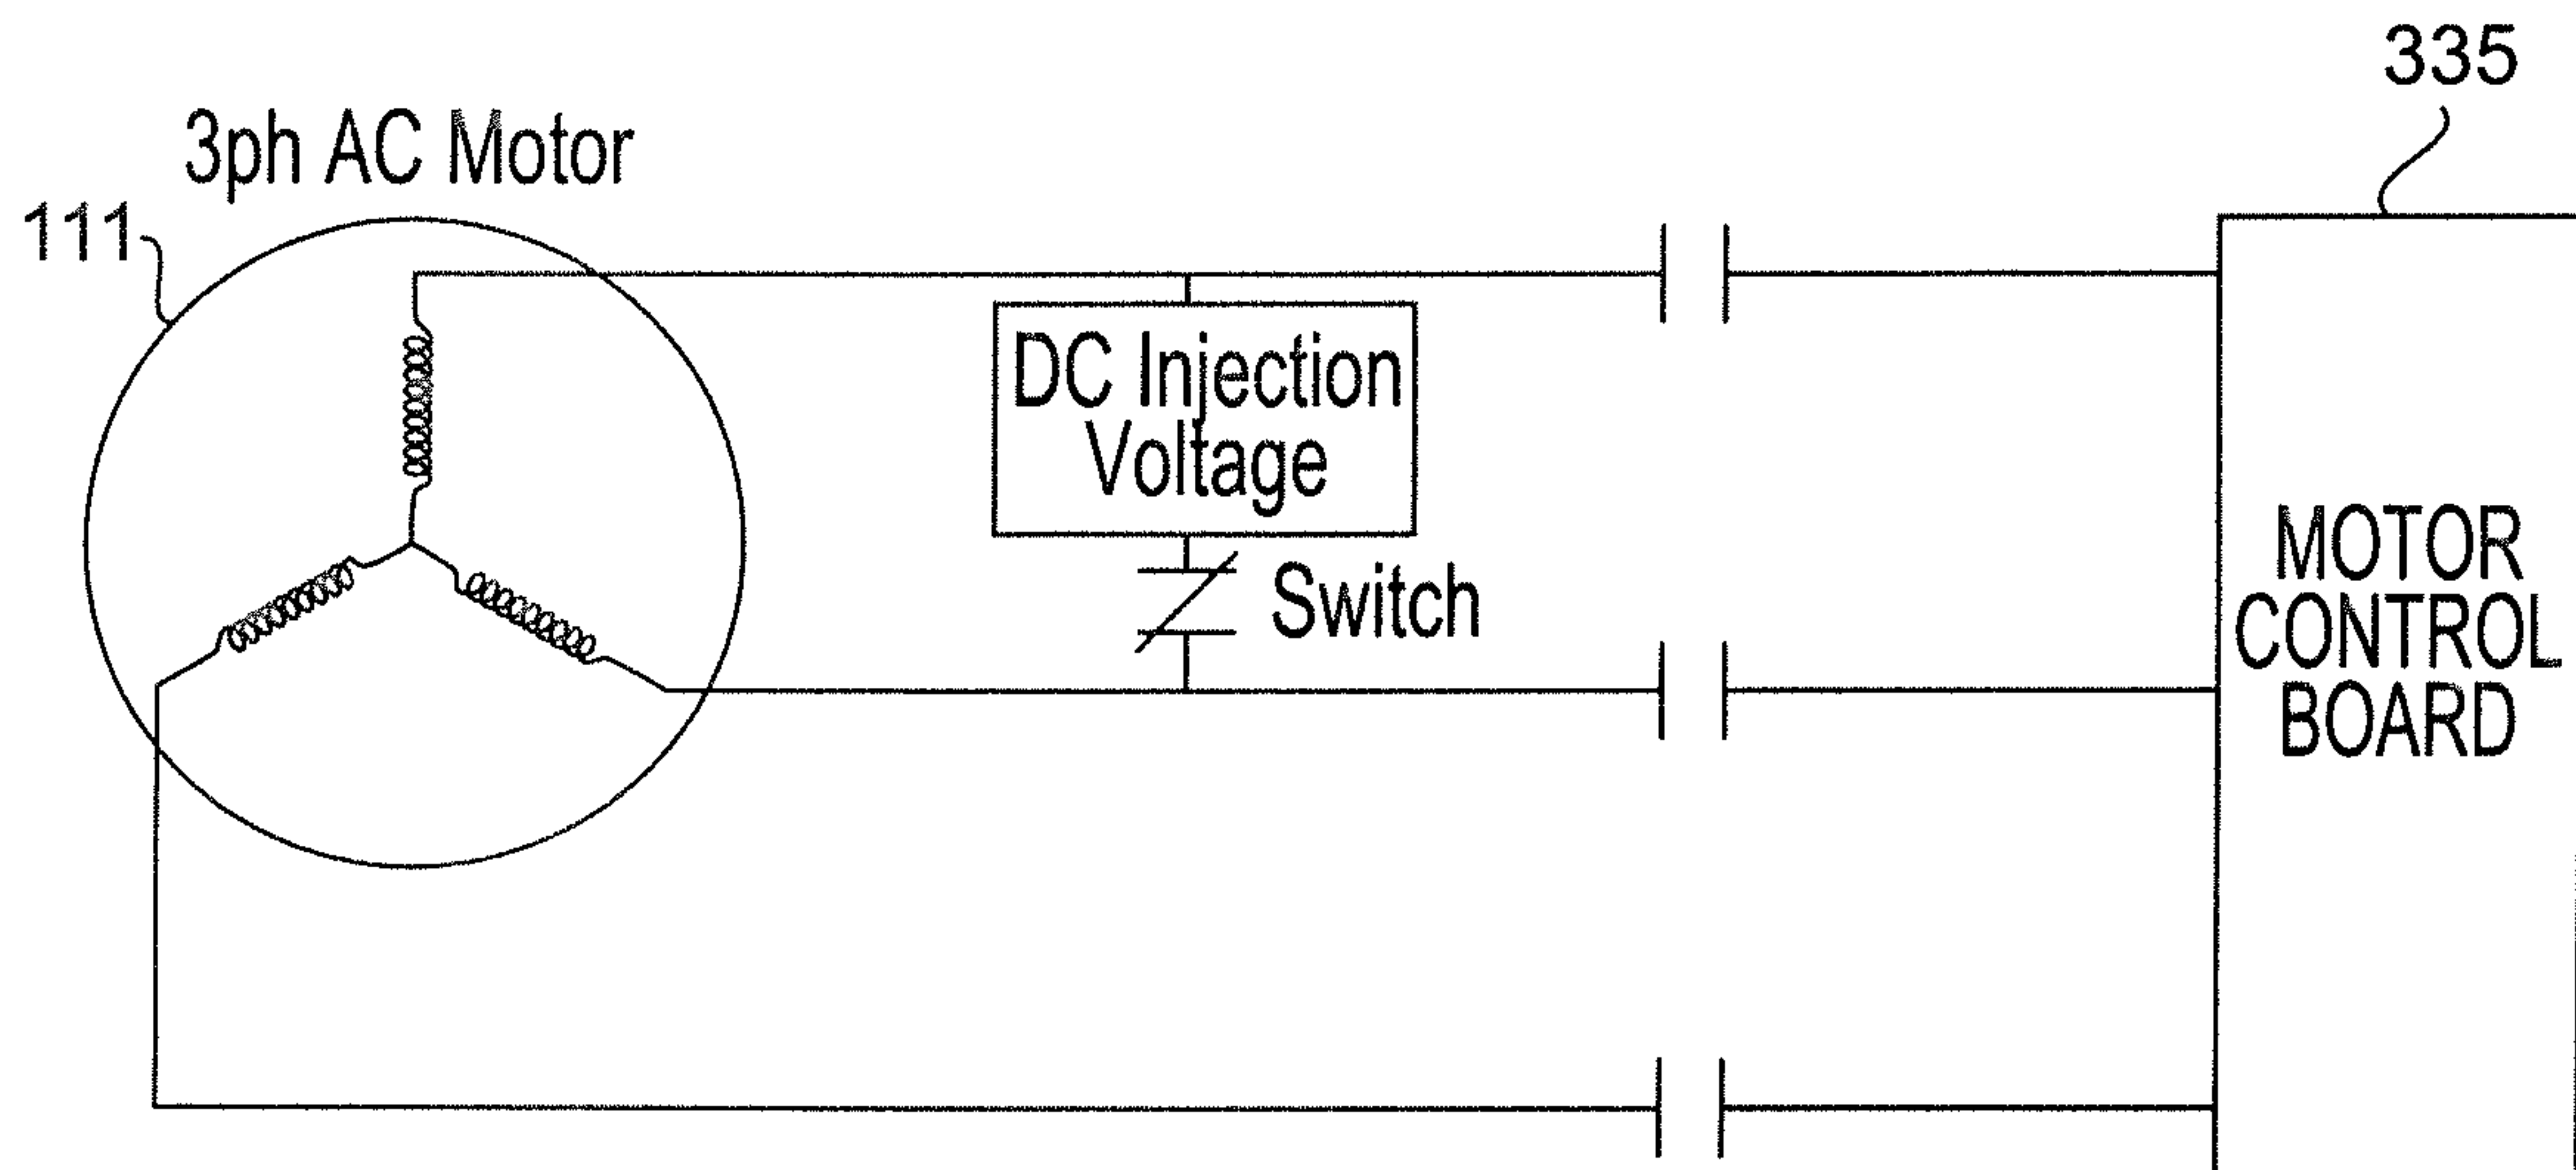 335
3ph AC Motor
111
DC Injection
Voltage
Switch
MOTOR
CONTROL
BOARD